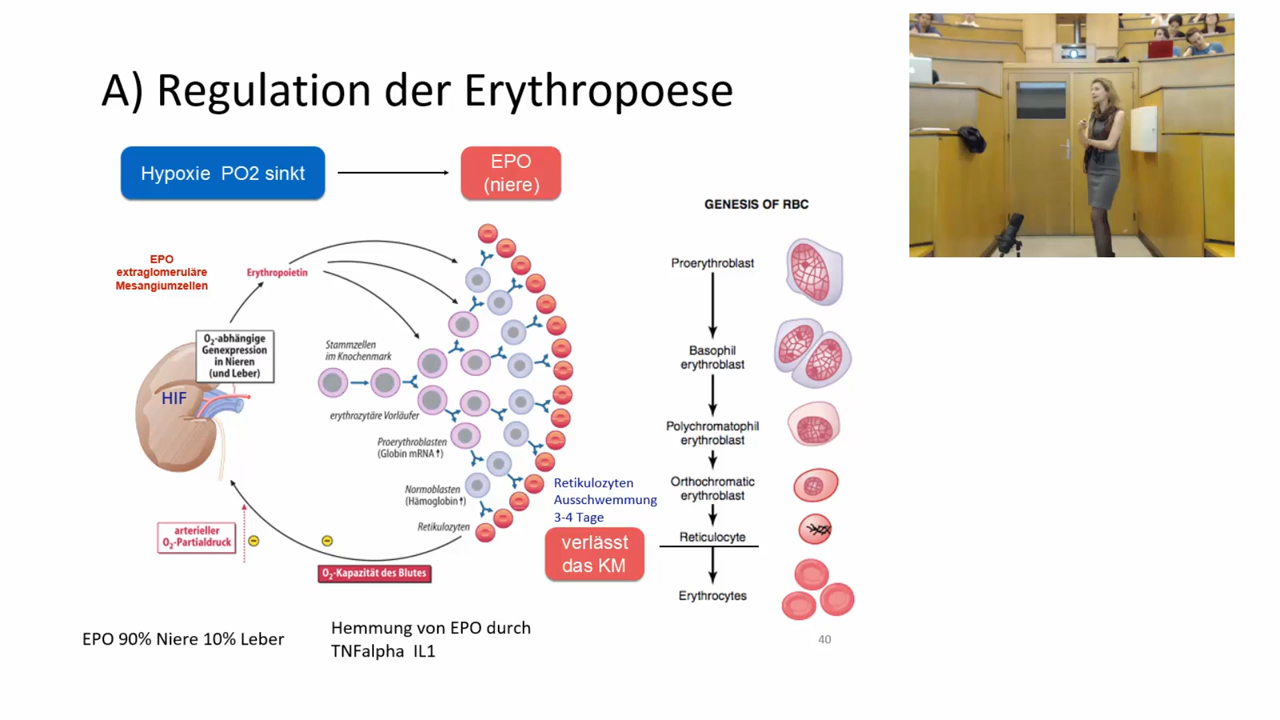 A) Regulation der Erythropoese
Hypoxie PO2 sinkt
EPO
(niere)
GENESIS OF RBC
EPO
extraglomeruläre
Mesangiumzellen
Erythropoietin
O₂-abhängige
Genexpression
in Nieren
(und Leber)
HIF
Stammzellen
im Knochenmark
erythrozytäre Vorläufer
Proerythroblasten
(Globin mRNA↑)
Normoblasten
(Hämoglobin↑)
Retikulozyten
arterieller
O₂-Partialdruck
O₂-Kapazität des Blutes
Retikulozyten
Ausschwemmung
3-4 Tage
verlässt
das KM
Proerythroblast
Basophil
erythroblast
Polychromatophil
erythroblast
Orthochromatic
erythroblast
Reticulocyte
Erythrocytes
EPO 90% Niere 10% Leber
Hemmung von EPO durch
TNFalpha IL1
40